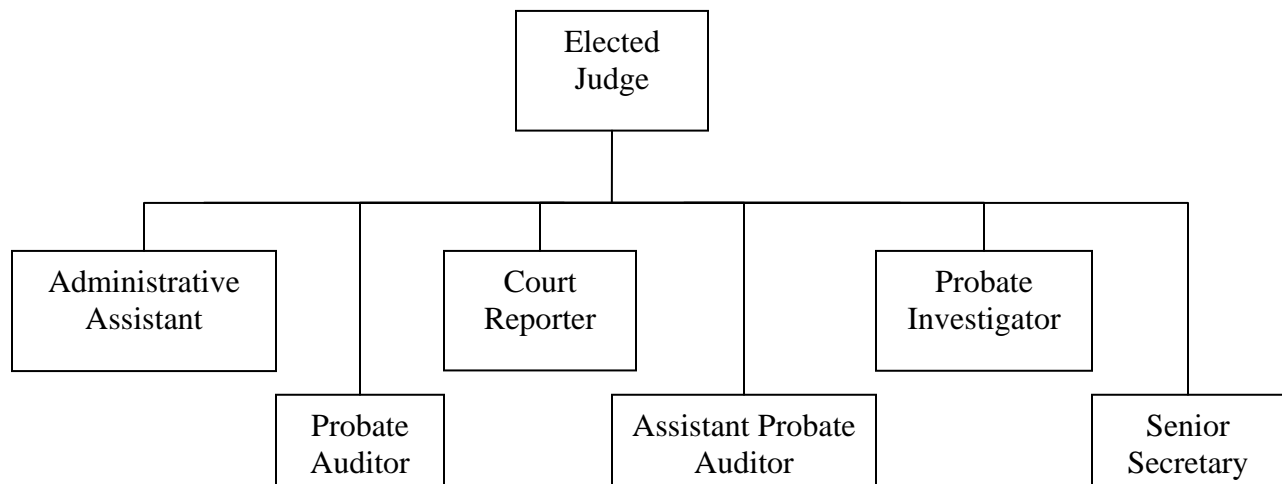 Elected
Judge
Administrative
Assistant
Court
Reporter
Probate
Investigator
Probate
Auditor
Assistant Probate
Auditor
Senior
Secretary